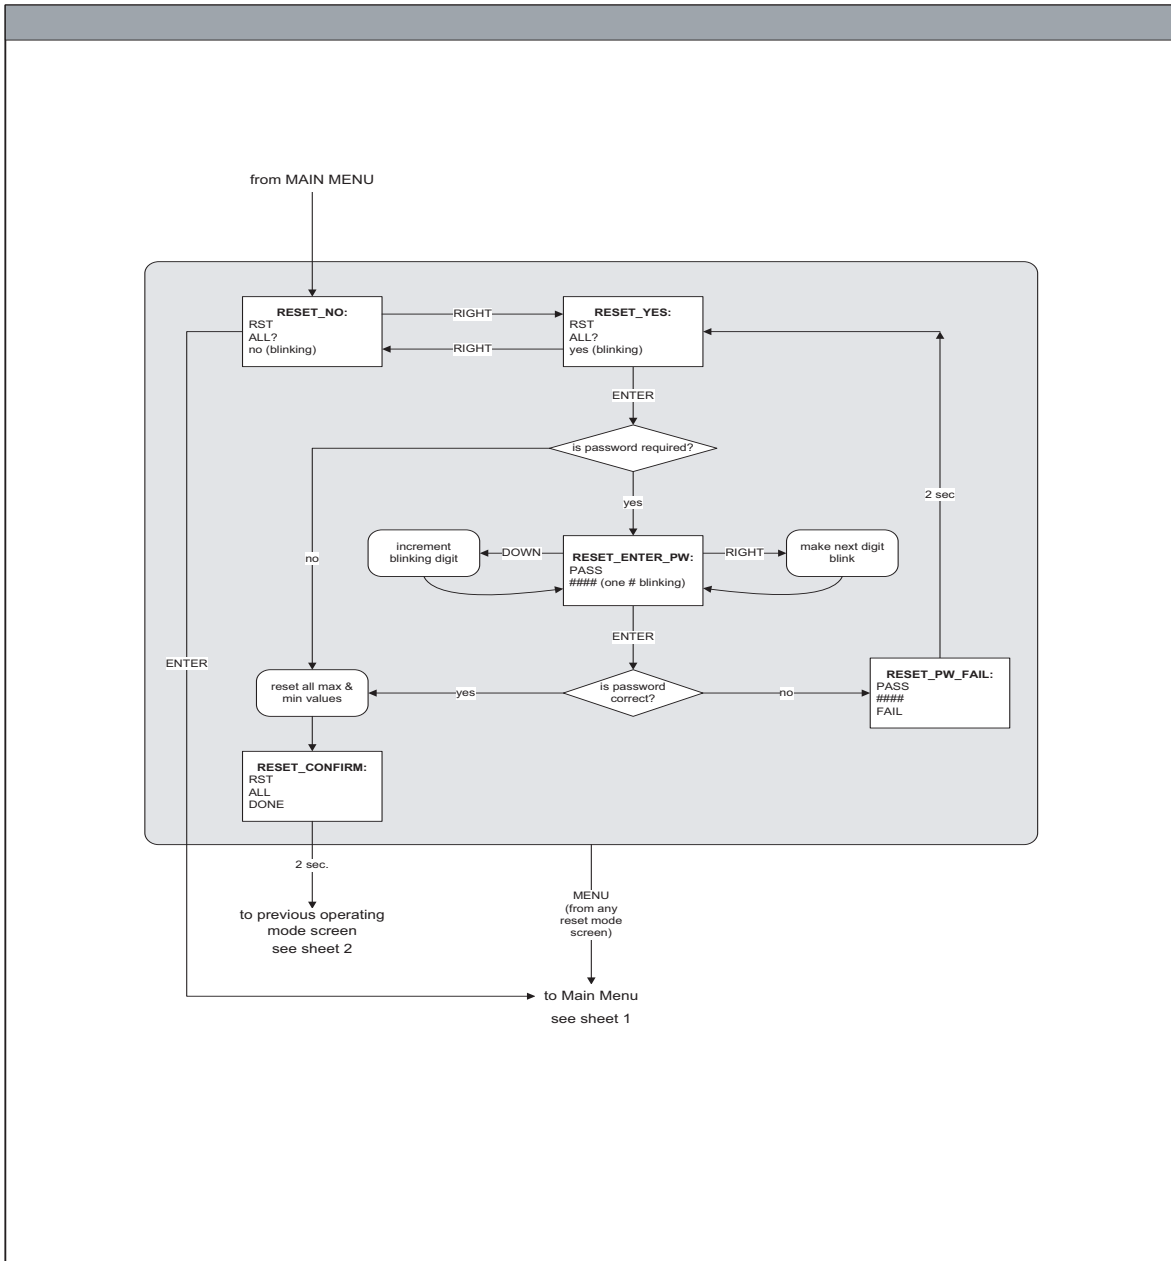 from MAIN MENU
RESET_NO:
RST
ALL?
no (blinking)
RIGHT
RIGHT
RESET_YES:
RST
ALL?
yes (blinking)
ENTER
is password required?
2 sec
yes
no
increment
blinking digit
DOWN
RESET_ENTER_PW:
PASS
#### (one # blinking)
RIGHT
make next digit
blink
ENTER
ENTER
reset all max &
min values
yes
is password
correct?
no
RESET_PW_FAIL:
PASS
####
FAIL
RESET_CONFIRM:
RST
ALL
DONE
2 sec.
to previous operating
mode screen
see sheet 2
MENU
(from any
reset mode
screen)
to Main Menu
see sheet 1